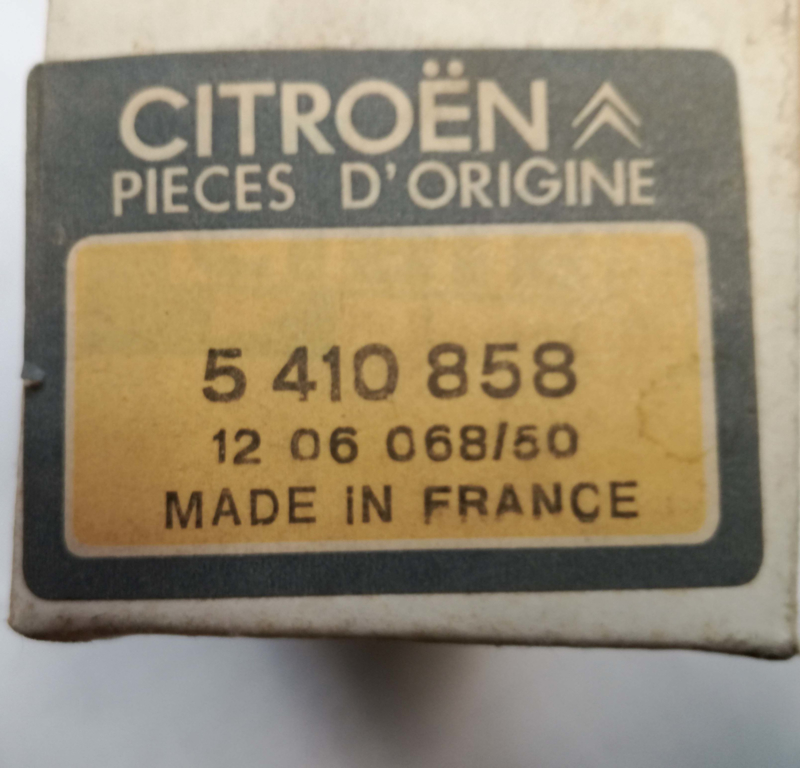 CITROËN
PIECES D'ORIGINE
5 410 858
12 06 068/50
MADE IN FRANCE